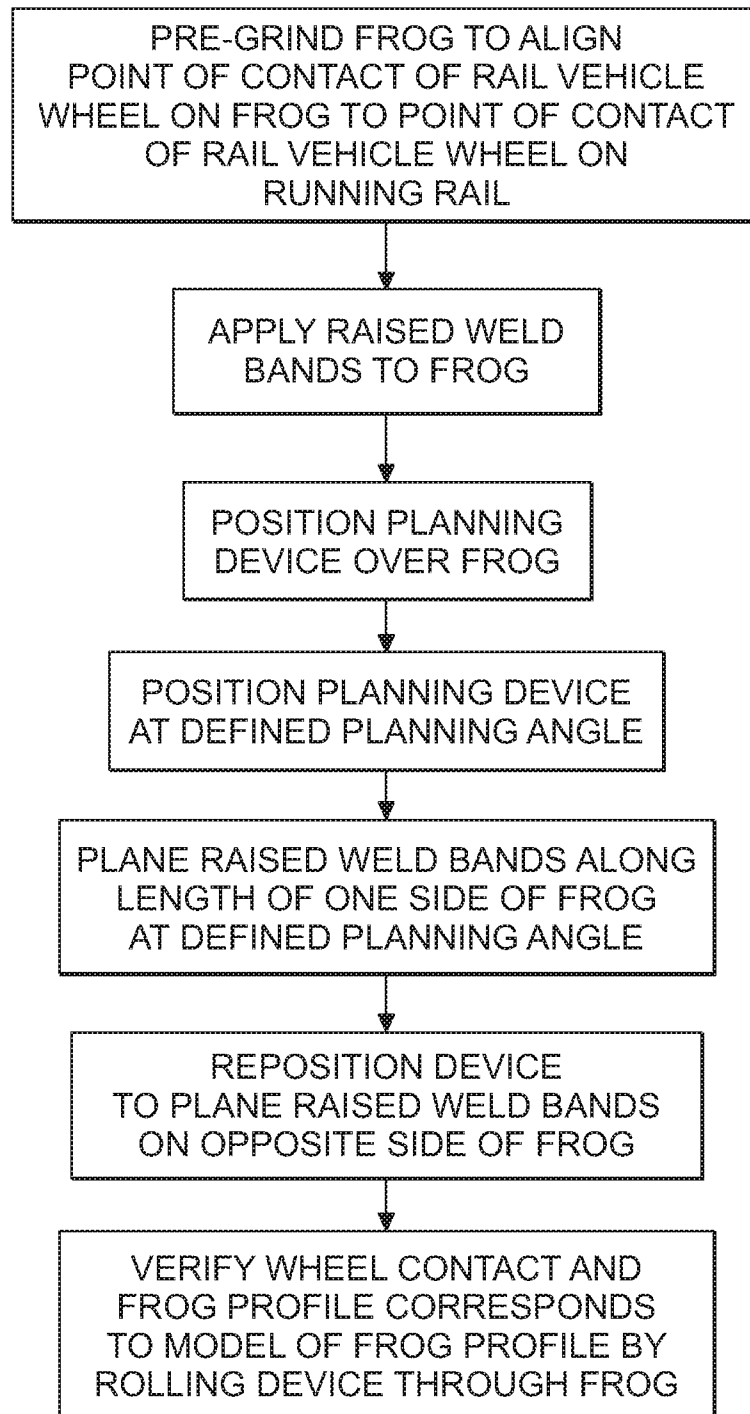 PRE-GRIND FROG TO ALIGN
POINT OF CONTACT OF RAIL VEHICLE
WHEEL ON FROG TO POINT OF CONTACT
OF RAIL VEHICLE WHEEL ON
RUNNING RAIL
APPLY RAISED WELD
BANDS TO FROG
POSITION PLANNING
DEVICE OVER FROG
POSITION PLANNING DEVICE
AT DEFINED PLANNING ANGLE
PLANE RAISED WELD BANDS ALONG
LENGTH OF ONE SIDE OF FROG
AT DEFINED PLANNING ANGLE
REPOSITION DEVICE
TO PLANE RAISED WELD BANDS
ON OPPOSITE SIDE OF FROG
VERIFY WHEEL CONTACT AND
FROG PROFILE CORRESPONDS
TO MODEL OF FROG PROFILE BY
ROLLING DEVICE THROUGH FROG